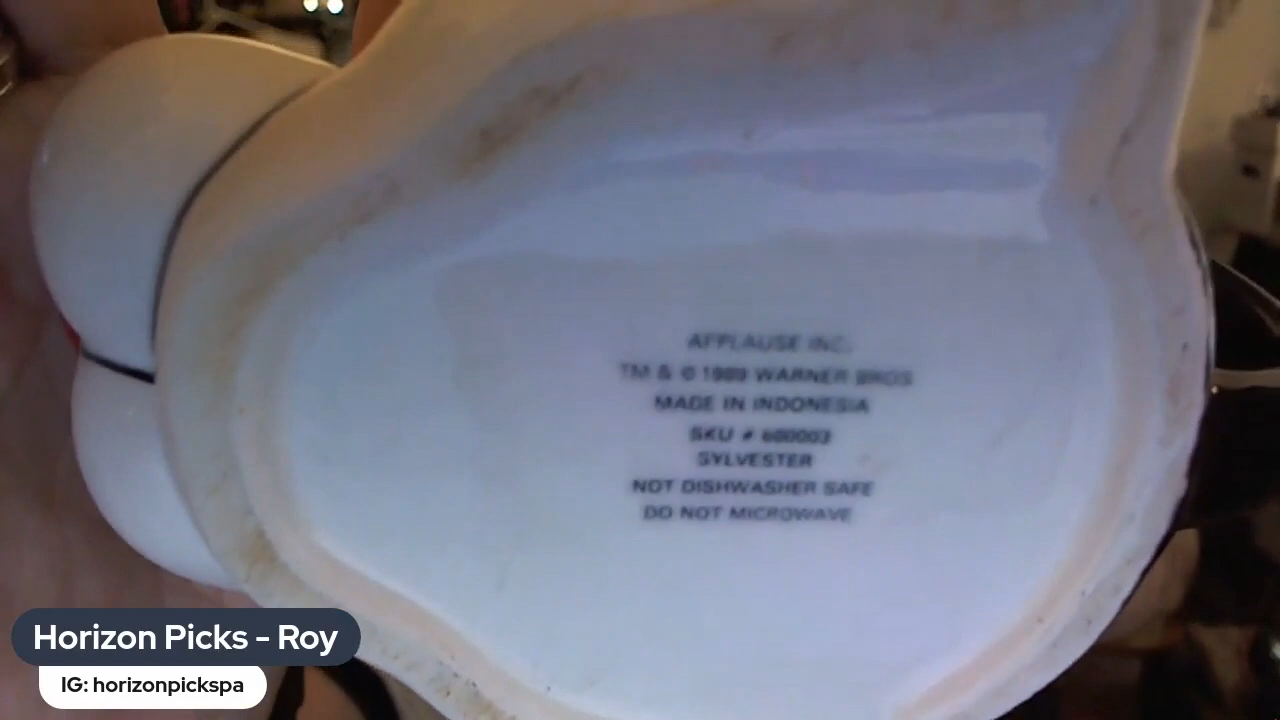 APPLAUSE INC.
TM & © 1989 WARNER BROS
MADE IN INDONESIA
SKU #
SYLVESTER
NOT DISHWASHER SAFE
DO NOT MICROWAVE
Horizon Picks - Roy
IG: horizonpickspa